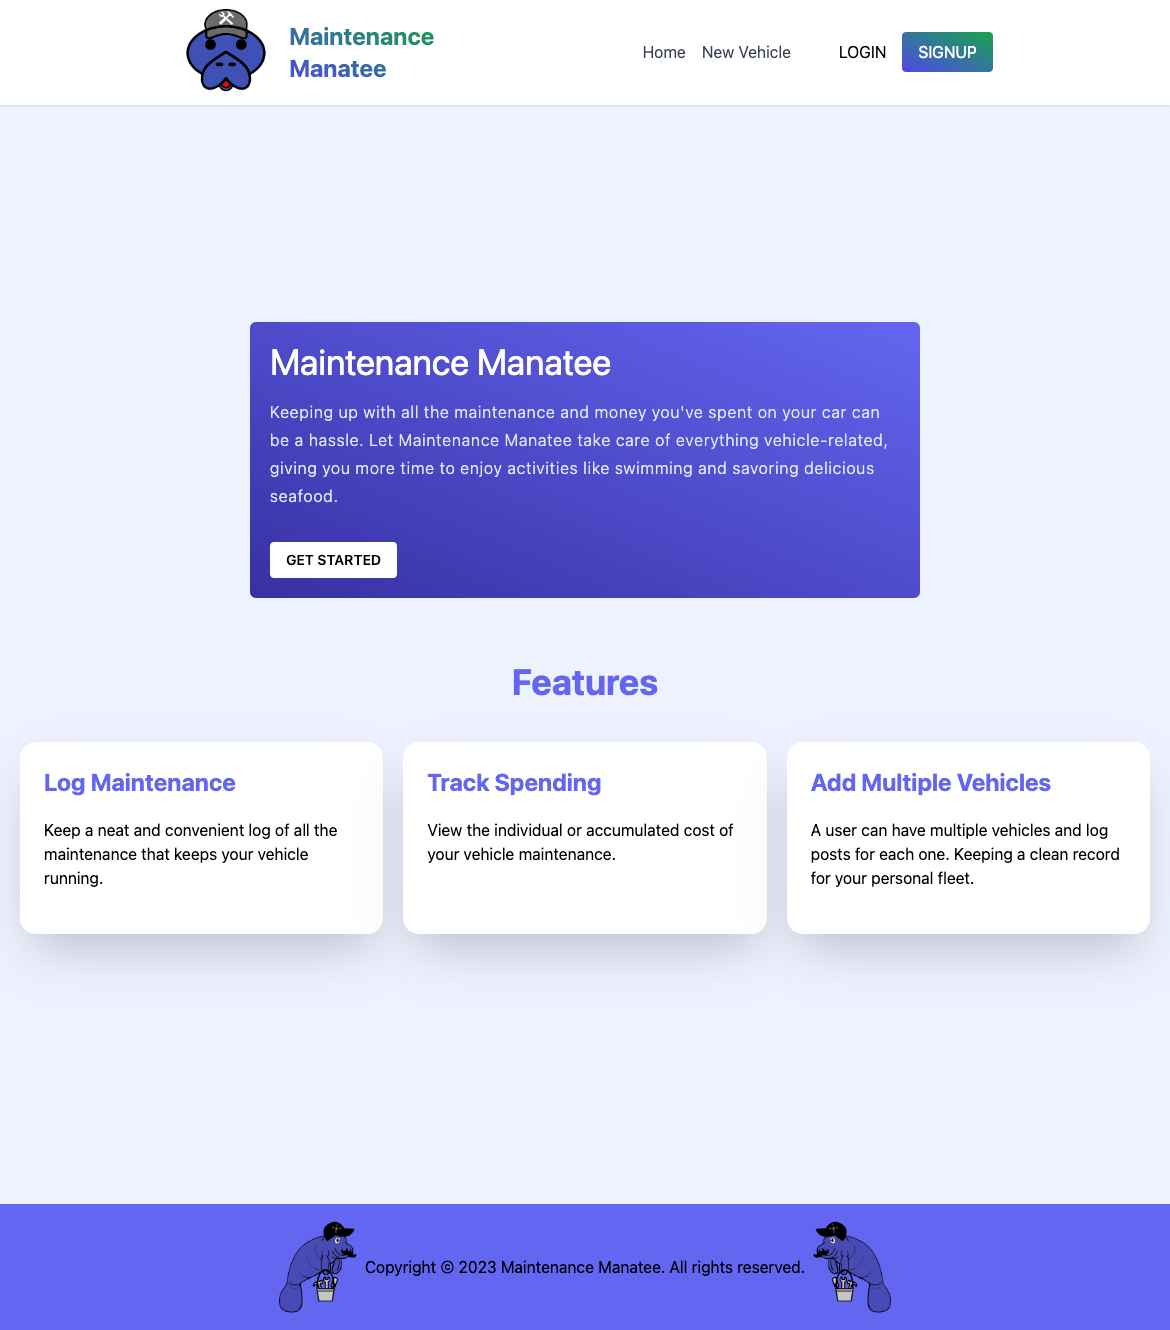 Maintenance
Manatee
Home New Vehicle LOGIN SIGNUP
Maintenance Manatee
Keeping up with all the maintenance and money you've spent on your car can
be a hassle. Let Maintenance Manatee take care of everything vehicle-related,
giving you more time to enjoy activities like swimming and savoring delicious
seafood.
GET STARTED
Features
Log Maintenance
Keep a neat and convenient log of all the
maintenance that keeps your vehicle
running.
Track Spending
View the individual or accumulated cost of
your vehicle maintenance.
Add Multiple Vehicles
A user can have multiple vehicles and log
posts for each one. Keeping a clean record
for your personal fleet.
Copyright © 2023 Maintenance Manatee. All rights reserved.